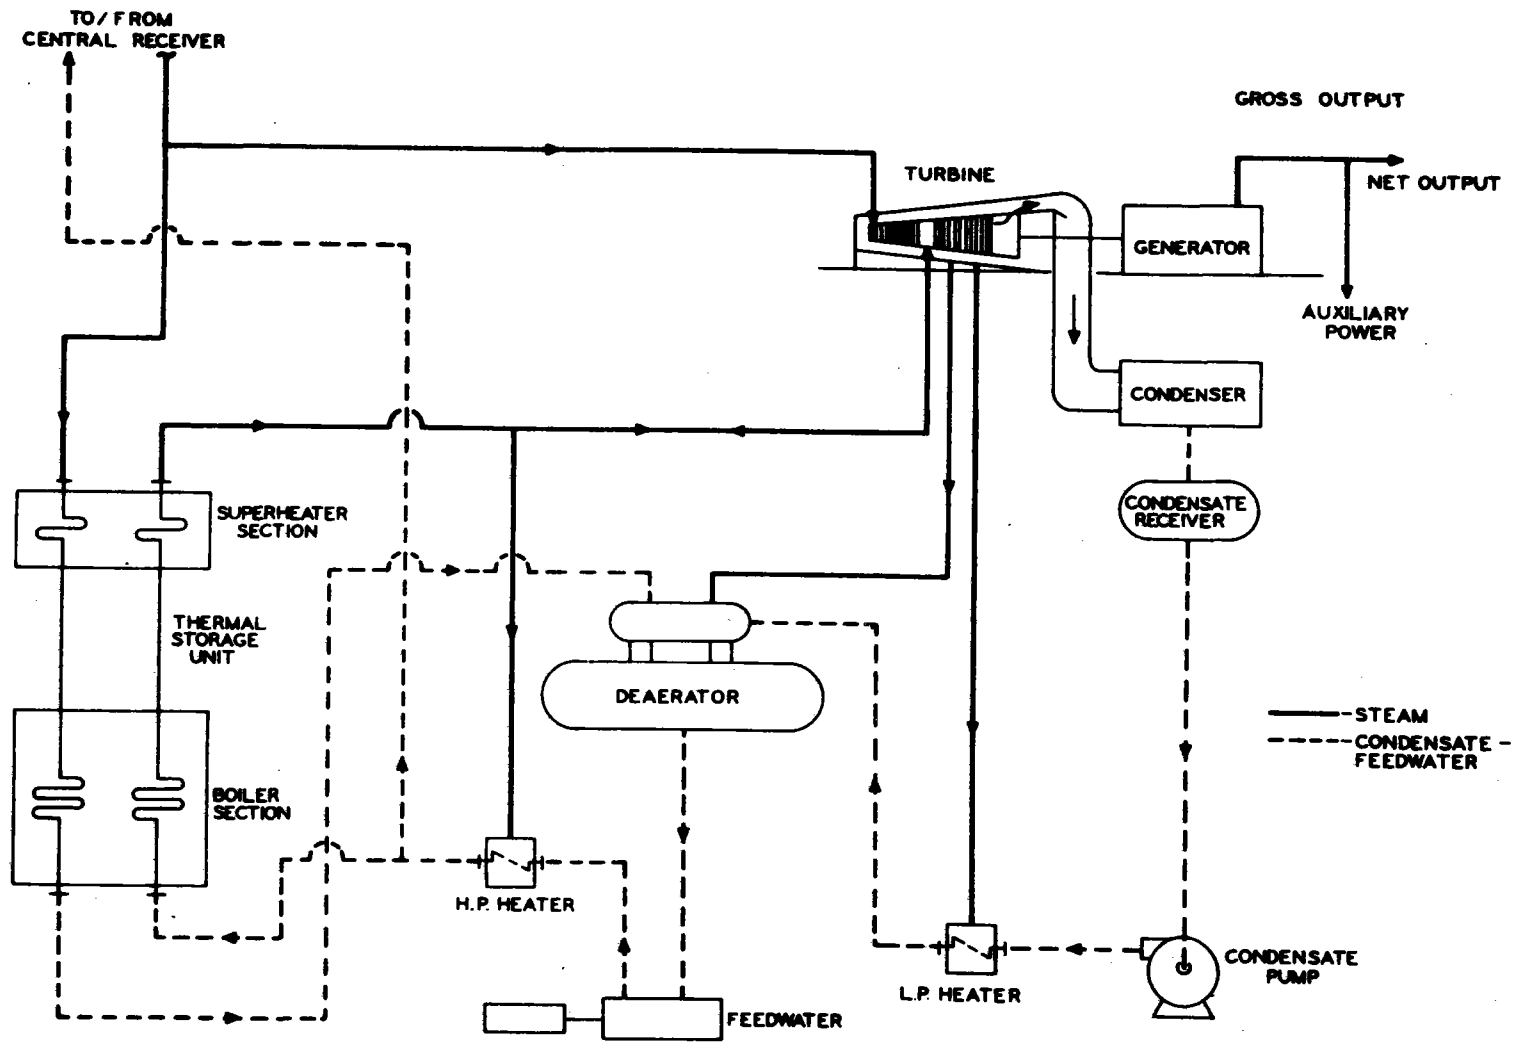 TO/FROM
CENTRAL RECEIVER
GROSS OUTPUT
TURBINE
NET OUTPUT
GENERATOR
AUXILIARY
POWER
CONDENSER
SUPERHEATER
SECTION
CONDENSATE
RECEIVER
THERMAL
STORAGE
UNIT
DEAERATOR
STEAM
CONDENSATE-
FEEDWATER
BOILER
SECTION
H.P. HEATER
CONDENSATE
PUMP
L.P. HEATER
FEEDWATER